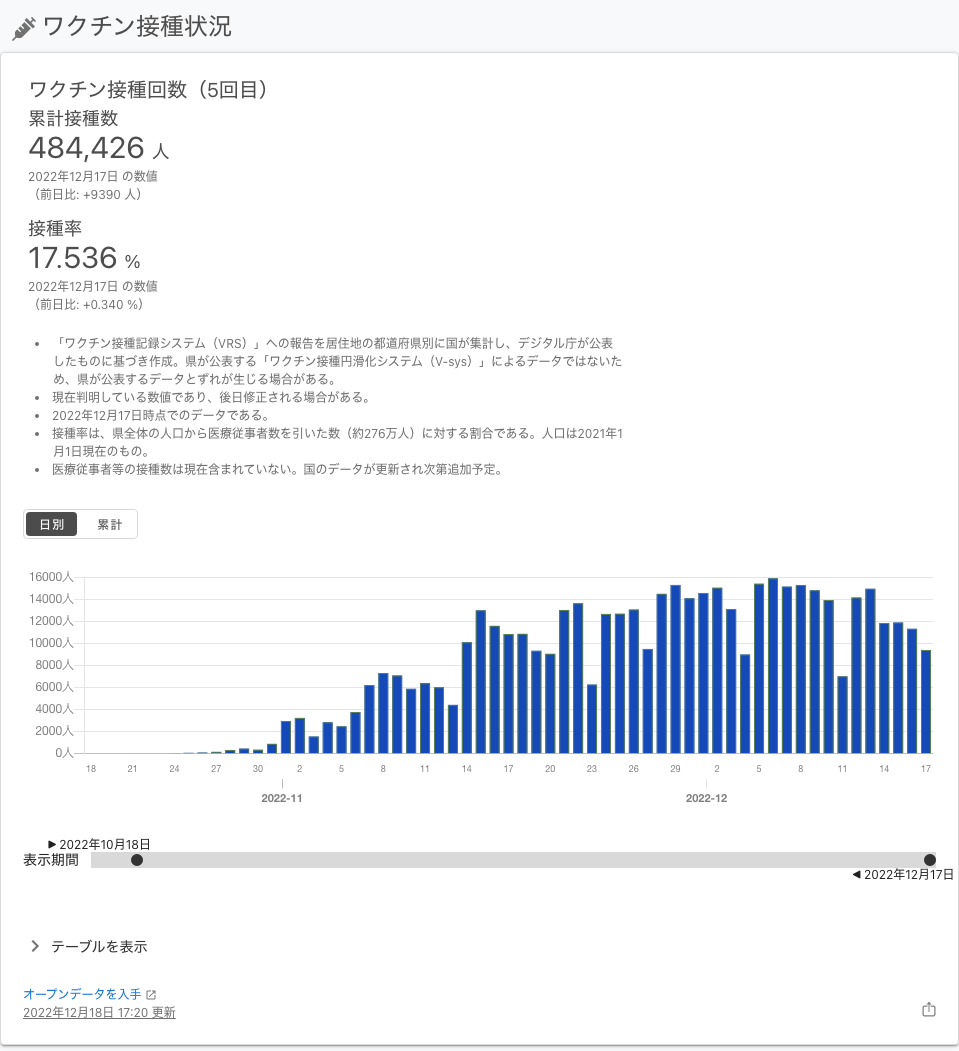 ワクチン接種状況
ワクチン接種回数（5回目）
累計接種数
484,426 人
2022年12月17日 の数値
（前日比: +9390 人）
接種率
17.536 %
2022年12月17日 の数値
（前日比: +0.340 %）
• 「ワクチン接種記録システム（VRS）」への報告を居住地の都道府県別に国が集計し、デジタル庁が公表
したものに基づき作成。県が公表する「ワクチン接種円滑化システム（V-sys）」によるデータではないた
め、県が公表するデータとずれが生じる場合がある。
• 現在判明している数値であり、後日修正される場合がある。
• 2022年12月17日時点でのデータである。
• 接種率は、県全体の人口から医療従事者数を引いた数（約276万人）に対する割合である。人口は2021年1
月1日現在のもの。
• 医療従事者等の接種数は現在含まれていない。国のデータが更新され次第追加予定。
日別 累計
16000人
14000人
12000人
10000人
8000人
6000人
4000人
2000人
0人
18 21 24 27 30 2 5 8 11 14 17 20 23 26 29 2 5 8 11 14 17
2022-11 2022-12
▶ 2022年10月18日
表示期間
◀ 2022年12月17日
テーブルを表示
オープンデータを入手
2022年12月18日 17:20 更新